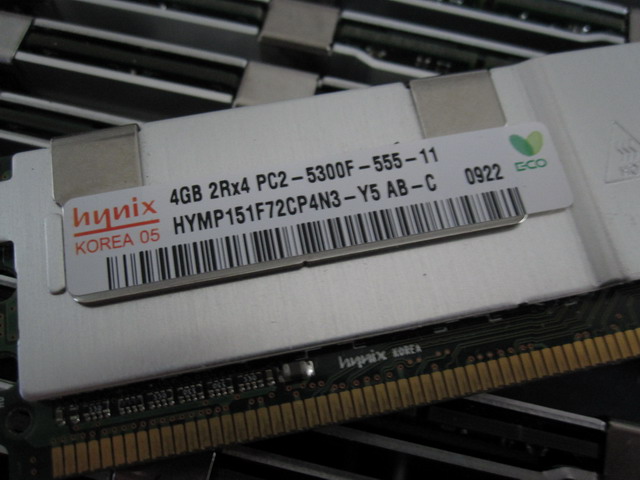 hynix
KOREA 05
4GB 2Rx4 PC2-5300F-555-11
HYMP151F72CP4N3-Y5 AB-C
0922
ECO
hynix KOREA